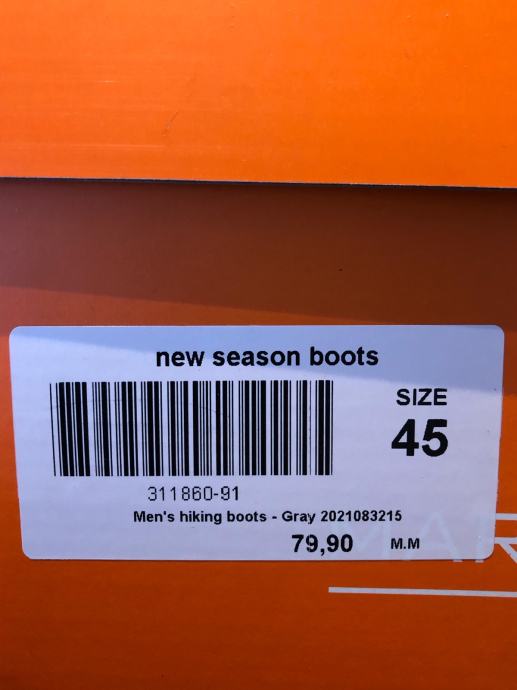 new season boots
SIZE
45
311860-91
Men's hiking boots - Gray 2021083215
79,90 M.M